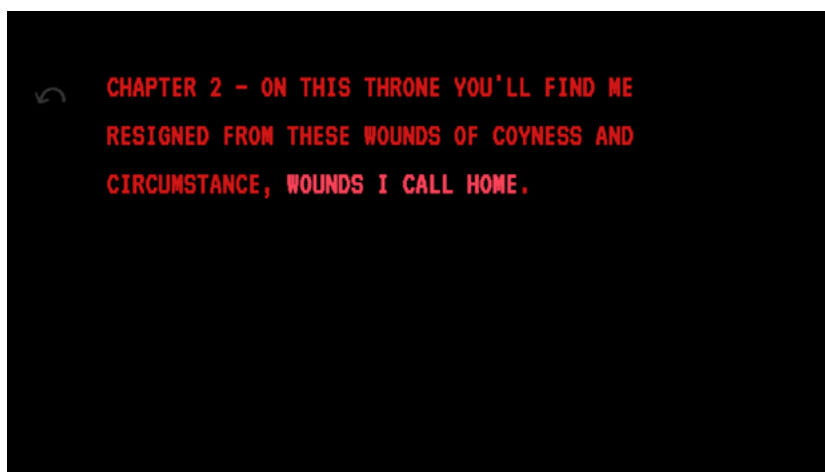 CHAPTER 2 – ON THIS THRONE YOU'LL FIND ME
RESIGNED FROM THESE WOUNDS OF COYNESS AND
CIRCUMSTANCE, WOUNDS I CALL HOME.